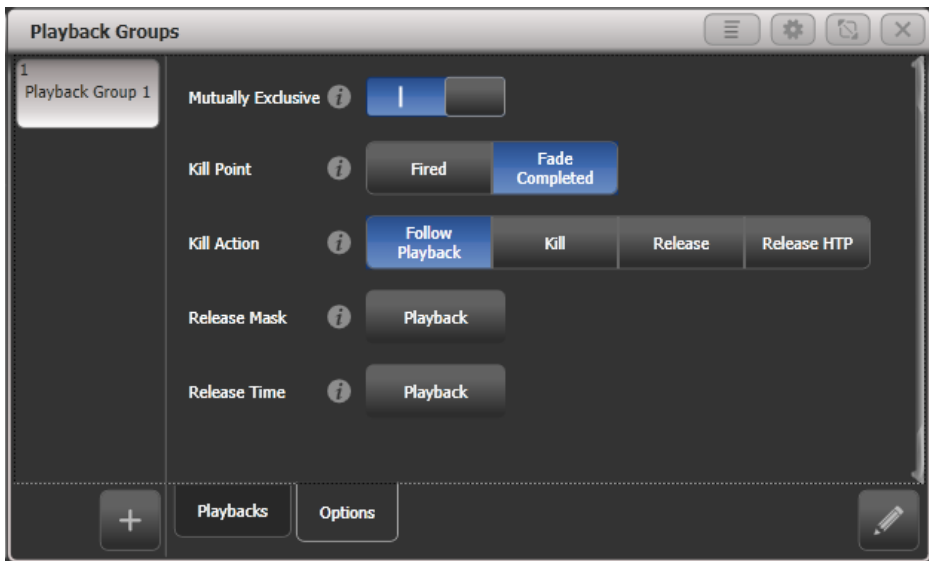 Playback Groups
1
Playback Group 1
Mutually Exclusive
Kill Point
Fired
Fade
Completed
Kill Action
Follow
Playback
Kill
Release
Release HTP
Release Mask
Playback
Release Time
Playback
Playbacks
Options